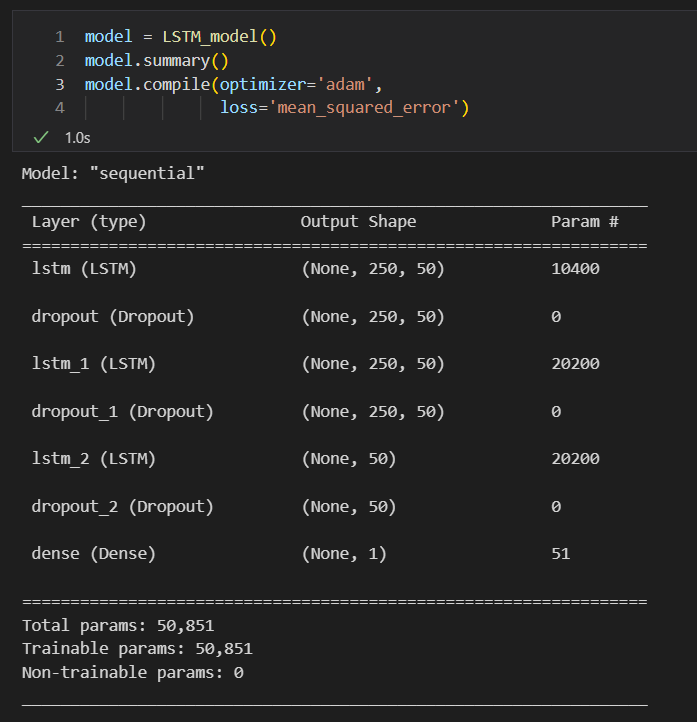 1 model = LSTM_model()
2 model.summary()
3 model.compile(optimizer='adam',
4 loss='mean_squared_error')
✓ 1.0s
Model: "sequential"
_________________________________________________________________
Layer (type) Output Shape Param #
=================================================================
lstm (LSTM) (None, 250, 50) 10400
dropout (Dropout) (None, 250, 50) 0
lstm_1 (LSTM) (None, 250, 50) 20200
dropout_1 (Dropout) (None, 250, 50) 0
lstm_2 (LSTM) (None, 50) 20200
dropout_2 (Dropout) (None, 50) 0
dense (Dense) (None, 1) 51
=================================================================
Total params: 50,851
Trainable params: 50,851
Non-trainable params: 0
_________________________________________________________________